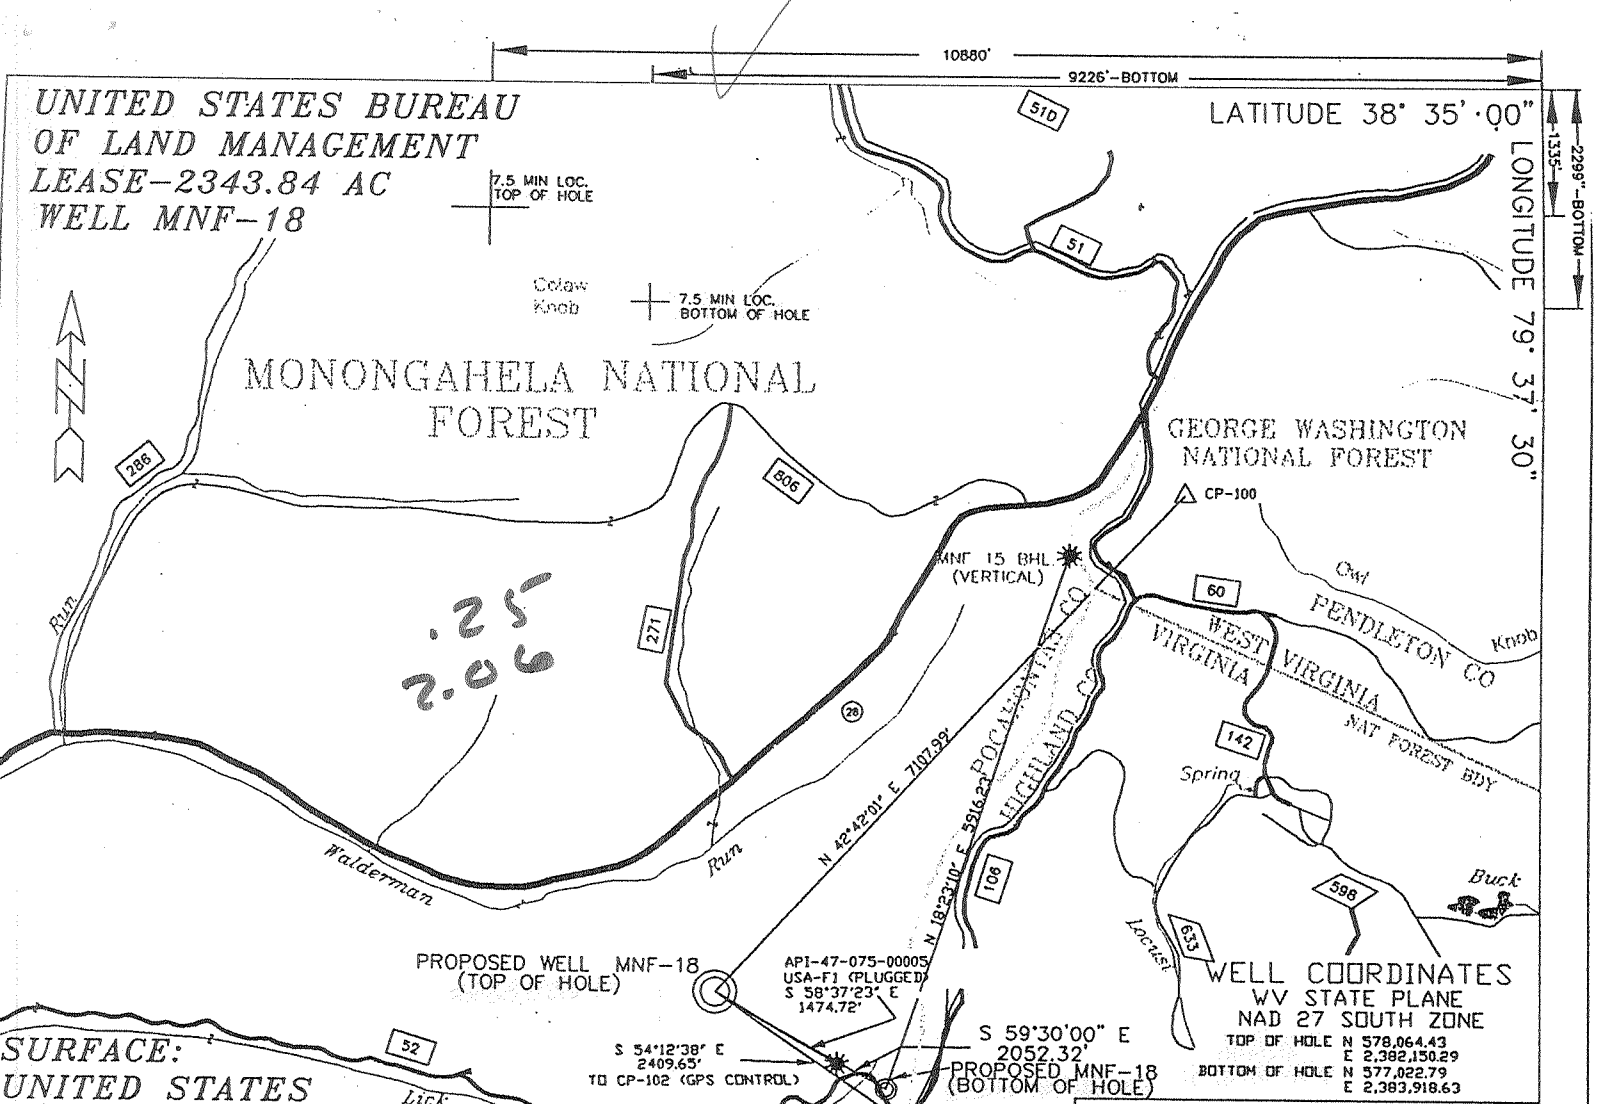 10880'
9226'-BOTTOM
UNITED STATES BUREAU
OF LAND MANAGEMENT
LEASE-2343.84 AC
WELL MNF-18
LATITUDE 38° 35' 00"
LONGITUDE 79° 37' 30"
1335'
2299'-BOTTOM
51D
7.5 MIN LOC.
TOP OF HOLE
51
Colaw
Knob
7.5 MIN LOC.
BOTTOM OF HOLE
N
MONONGAHELA NATIONAL
FOREST
GEORGE WASHINGTON
NATIONAL FOREST
286
806
CP-100
MNF 15 BHL
(VERTICAL)
Owl
Knob
60
PENDLETON CO
WEST VIRGINIA
VIRGINIA
NAT FOREST BDY
.25
2.06
Run
271
28
POCAHONTAS CO
HIGHLAND CO
142
Spring
N 42°42'01" E 7107.99'
N 18°23'10" E 5916.23'
Walderman
Run
106
598
Buck
Locust
633
PROPOSED WELL MNF-18
(TOP OF HOLE)
API-47-075-00005
USA-F1 (PLUGGED)
S 58°37'23" E
1474.72'
WELL COORDINATES
WV STATE PLANE
NAD 27 SOUTH ZONE
TOP OF HOLE N 578,064.43
E 2,382,150.29
BOTTOM OF HOLE N 577,022.79
E 2,383,918.63
S 59°30'00" E
2052.32'
PROPOSED MNF-18
(BOTTOM OF HOLE)
S 54°12'38" E
2409.65'
TO CP-102 (GPS CONTROL)
52
SURFACE:
UNITED STATES
Lick